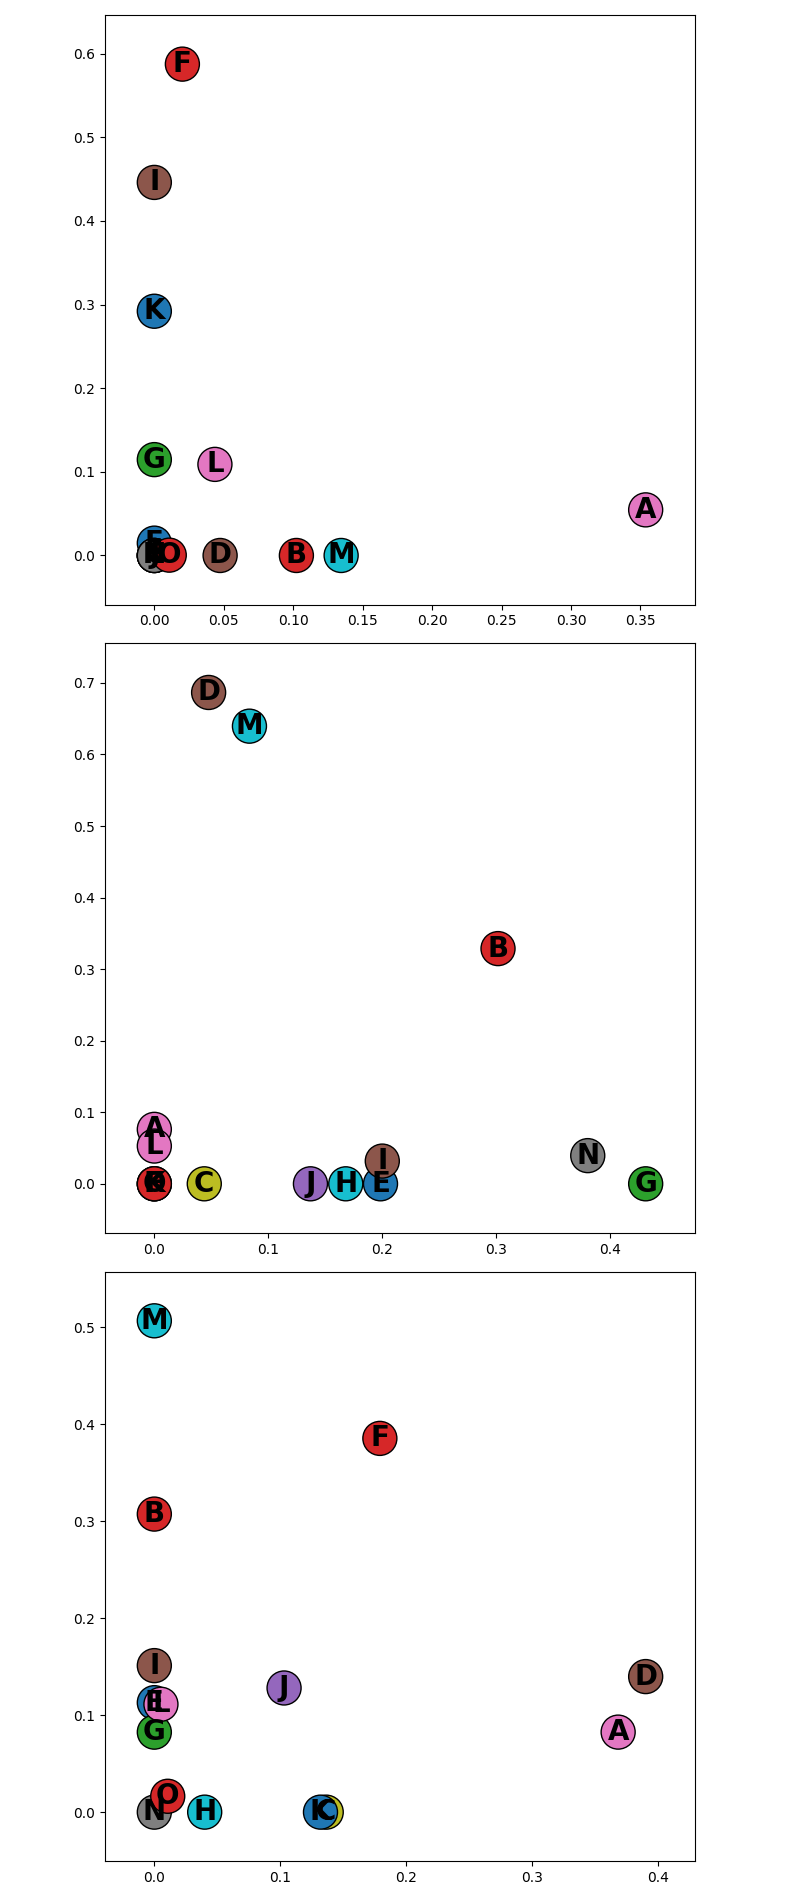 0.6
F
0.5
I
0.4
K
0.3
0.2
G L
0.1
A
E
0.0
J O D B M
0.00 0.05 0.10 0.15 0.20 0.25 0.30 0.35
0.7
D
M
0.6
0.5
0.4
B
0.3
0.2
0.1
A
L
I N
0.0
C J H E G
0.0 0.1 0.2 0.3 0.4
M
0.5
F
0.4
B
0.3
0.2
I
D
J
E L
0.1
G A
O
0.0
N H K C
0.0 0.1 0.2 0.3 0.4